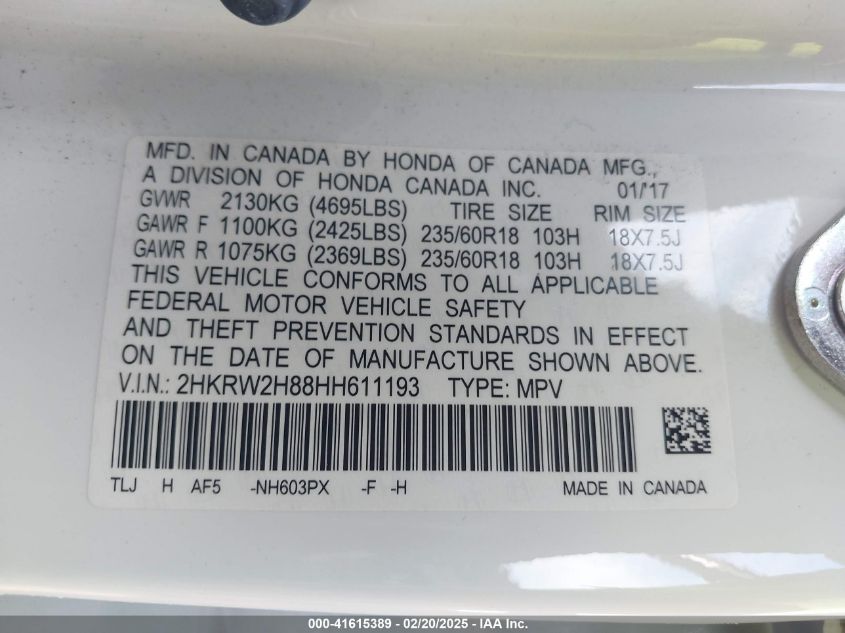 MFD. IN CANADA BY HONDA OF CANADA MFG.,
A DIVISION OF HONDA CANADA INC. 01/'17
GVWR 2130KG (4695LBS) TIRE SIZE RIM SIZE
GAWR F 1100KG (2425LBS) 235/60R18 103H 18X7.5J
GAWR R 1075KG (2369LBS) 235/60R18 103H 18X7.5J
THIS VEHICLE CONFORMS TO ALL APPLICABLE
FEDERAL MOTOR VEHICLE SAFETY
AND THEFT PREVENTION STANDARDS IN EFFECT
ON THE DATE OF MANUFACTURE SHOWN ABOVE.
V.I.N.: 2HKRW2H88HH611193 TYPE: MPV
TLJ H AF5 -NH603PX -F -H MADE IN CANADA
000-41615389 - 02/20/2025 - IAA Inc.